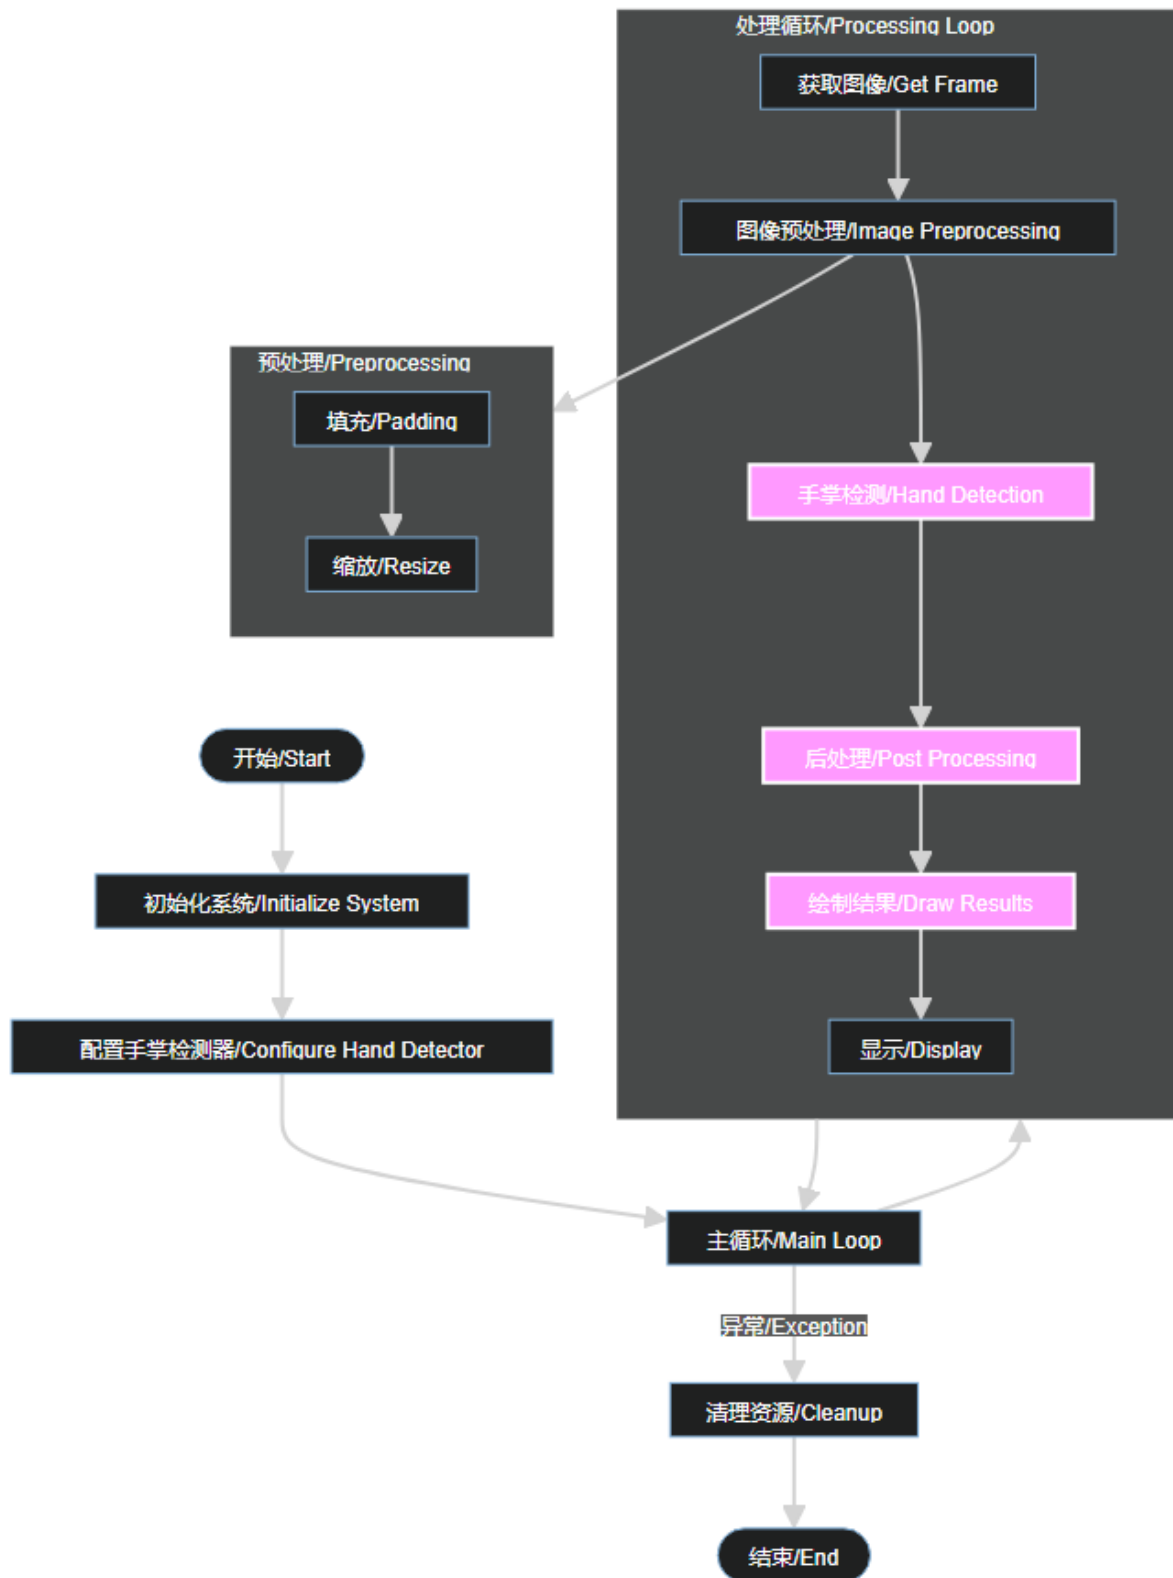 处理循环/Processing Loop
获取图像/Get Frame
图像预处理/Image Preprocessing
预处理/Preprocessing
填充/Padding
缩放/Resize
手掌检测/Hand Detection
后处理/Post Processing
绘制结果/Draw Results
显示/Display
开始/Start
初始化系统/Initialize System
配置手掌检测器/Configure Hand Detector
主循环/Main Loop
异常/Exception
清理资源/Cleanup
结束/End